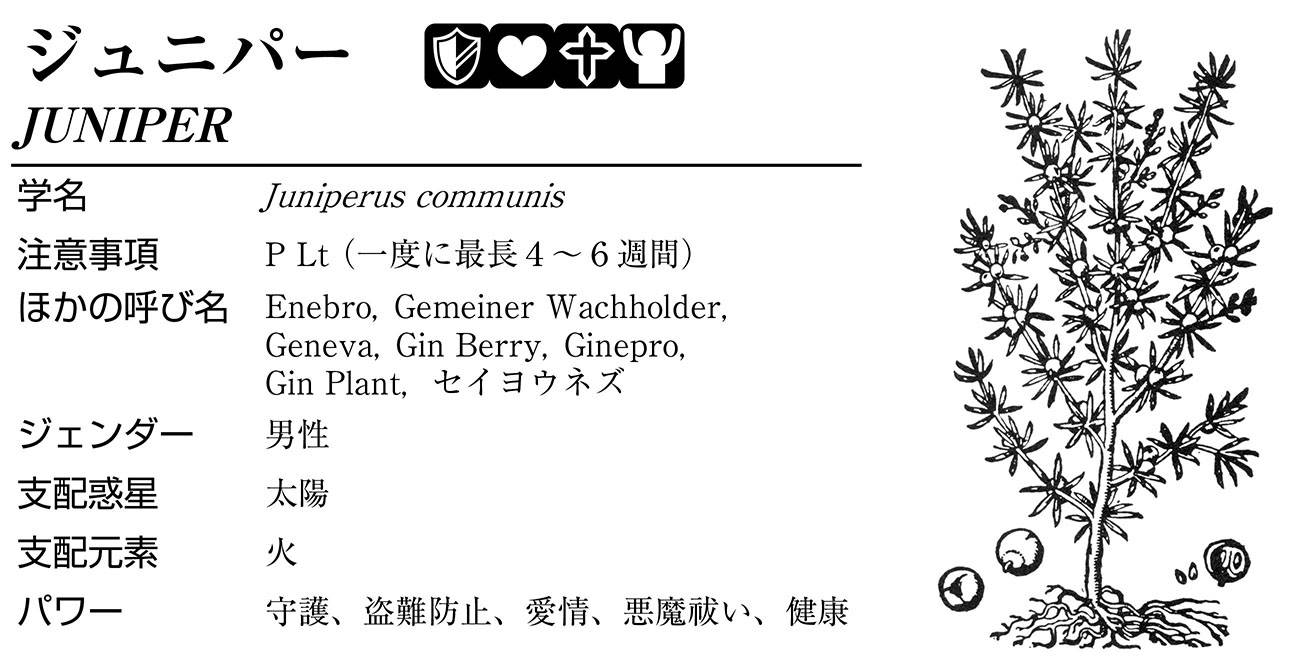 ジュニパー
JUNIPER
学名 Juniperus communis
注意事項 P Lt（一度に最長４～６週間）
ほかの呼び名 Enebro, Gemeiner Wachholder,
Geneva, Gin Berry, Ginepro,
Gin Plant, セイヨウネズ
ジェンダー 男性
支配惑星 太陽
支配元素 火
パワー 守護、盗難防止、愛情、悪魔祓い、健康